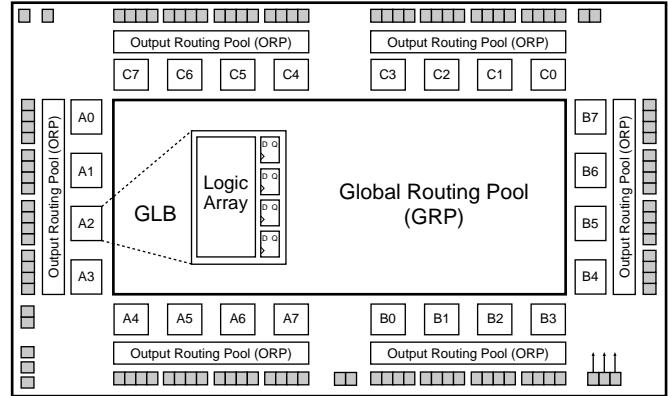 Output Routing Pool (ORP)
Output Routing Pool (ORP)
C7
C6
C5
C4
C3
C2
C1
C0
Output Routing Pool (ORP)
A0
A1
A2
A3
GLB
Logic
Array
D Q
D Q
D Q
D Q
Global Routing Pool
(GRP)
B7
B6
B5
B4
Output Routing Pool (ORP)
A4
A5
A6
A7
B0
B1
B2
B3
Output Routing Pool (ORP)
Output Routing Pool (ORP)